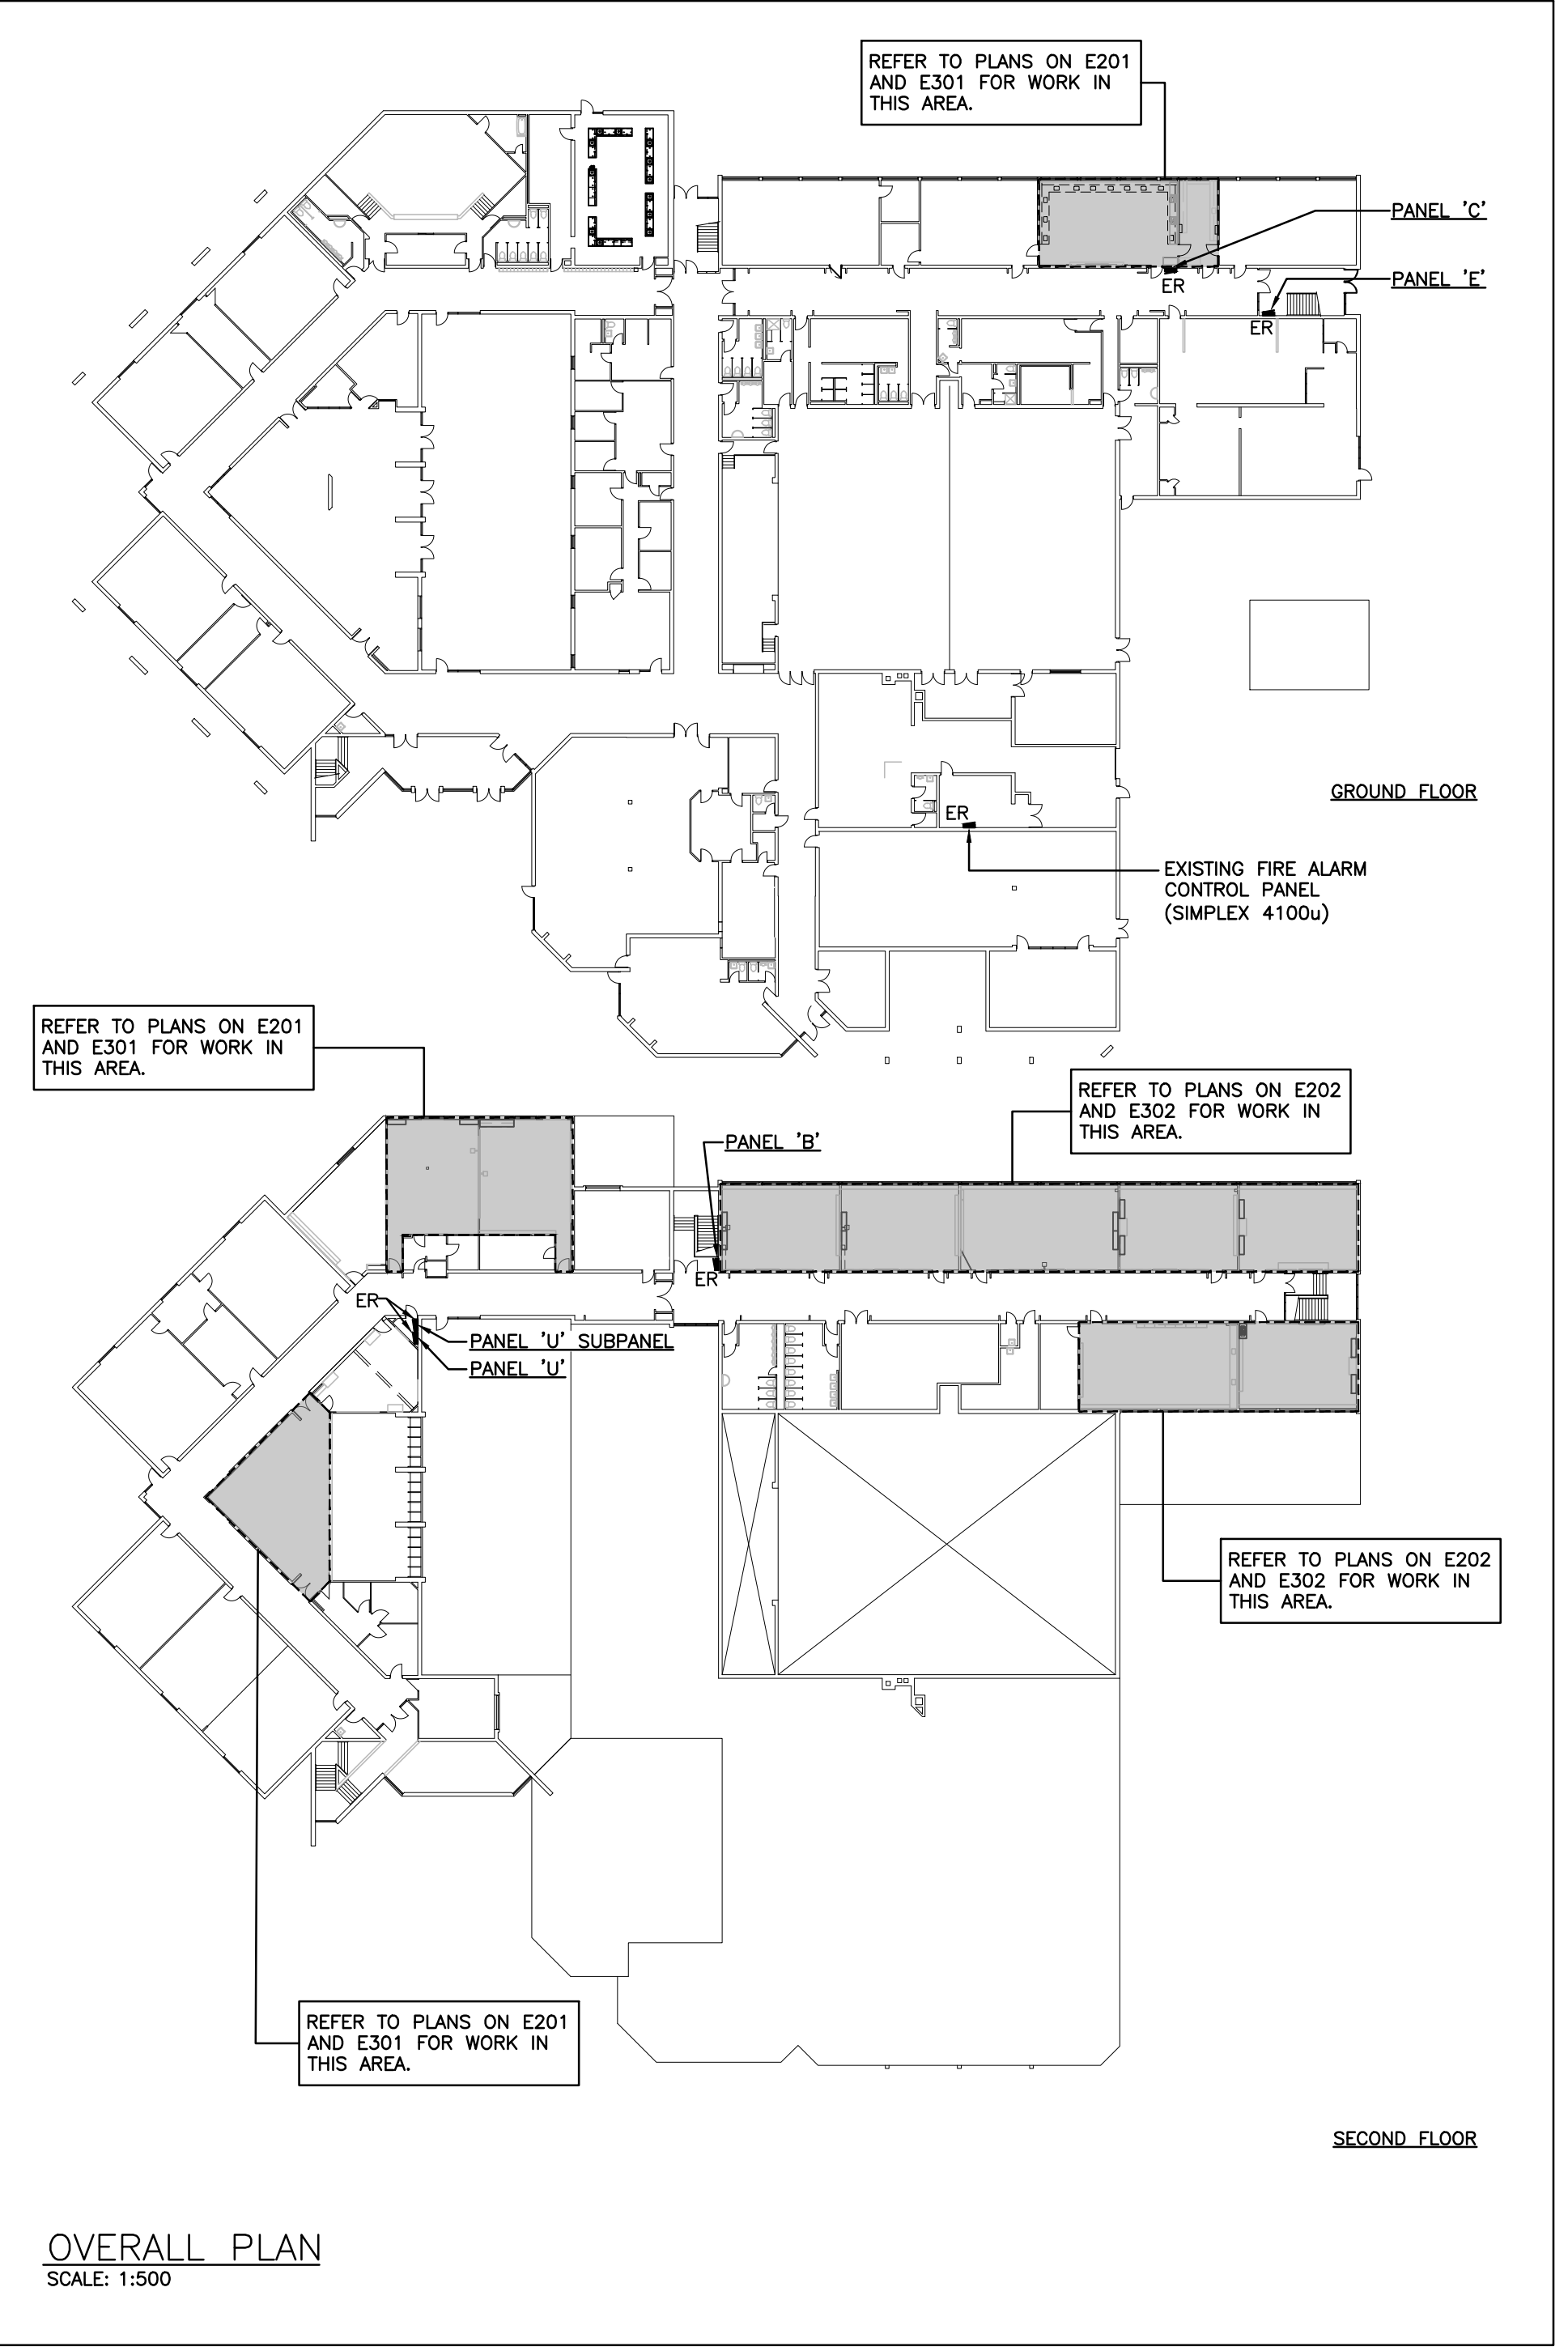 REFER TO PLANS ON E201
AND E301 FOR WORK IN
THIS AREA.
PANEL 'C'
ER
PANEL 'E'
ER
GROUND FLOOR
ER
EXISTING FIRE ALARM
CONTROL PANEL
(SIMPLEX 4100u)
REFER TO PLANS ON E201
AND E301 FOR WORK IN
THIS AREA.
REFER TO PLANS ON E202
AND E302 FOR WORK IN
THIS AREA.
PANEL 'B'
ER
ER
PANEL 'U' SUBPANEL
PANEL 'U'
REFER TO PLANS ON E202
AND E302 FOR WORK IN
THIS AREA.
REFER TO PLANS ON E201
AND E301 FOR WORK IN
THIS AREA.
SECOND FLOOR
OVERALL PLAN
SCALE: 1:500